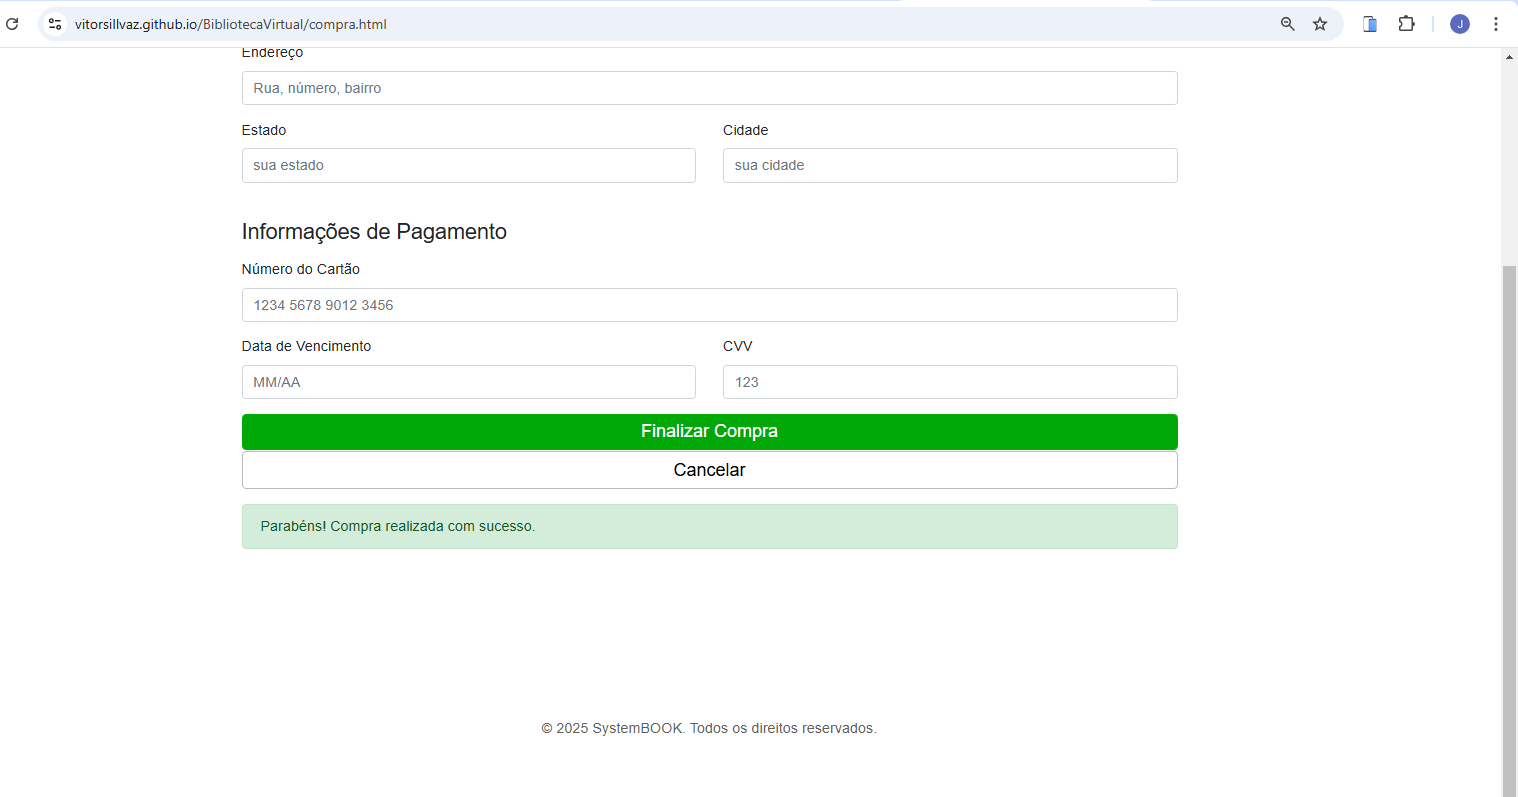 vitorsillvaz.github.io/BibliotecaVirtual/compra.html
J
Endereço
Rua, número, bairro
Estado
Cidade
sua estado
sua cidade
Informações de Pagamento
Número do Cartão
1234 5678 9012 3456
Data de Vencimento
CVV
MM/AA
123
Finalizar Compra
Cancelar
Parabéns! Compra realizada com sucesso.
© 2025 SystemBOOK. Todos os direitos reservados.